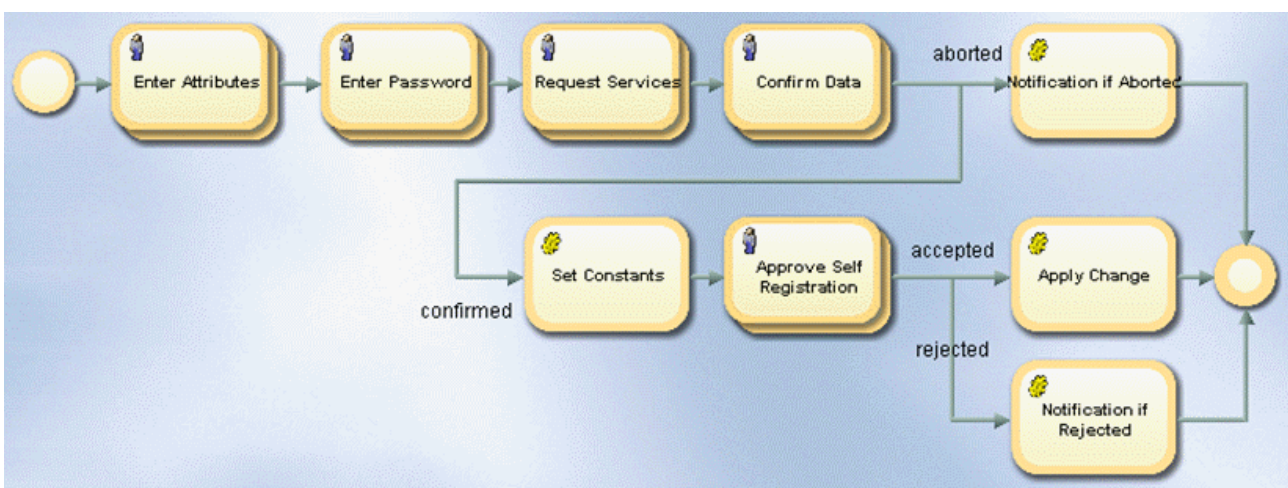 Enter Attributes
Enter Password
Request Services
Confirm Data
aborted
Notification if Aborted
confirmed
Set Constants
Approve Self
Registration
accepted
Apply Change
rejected
Notification if
Rejected